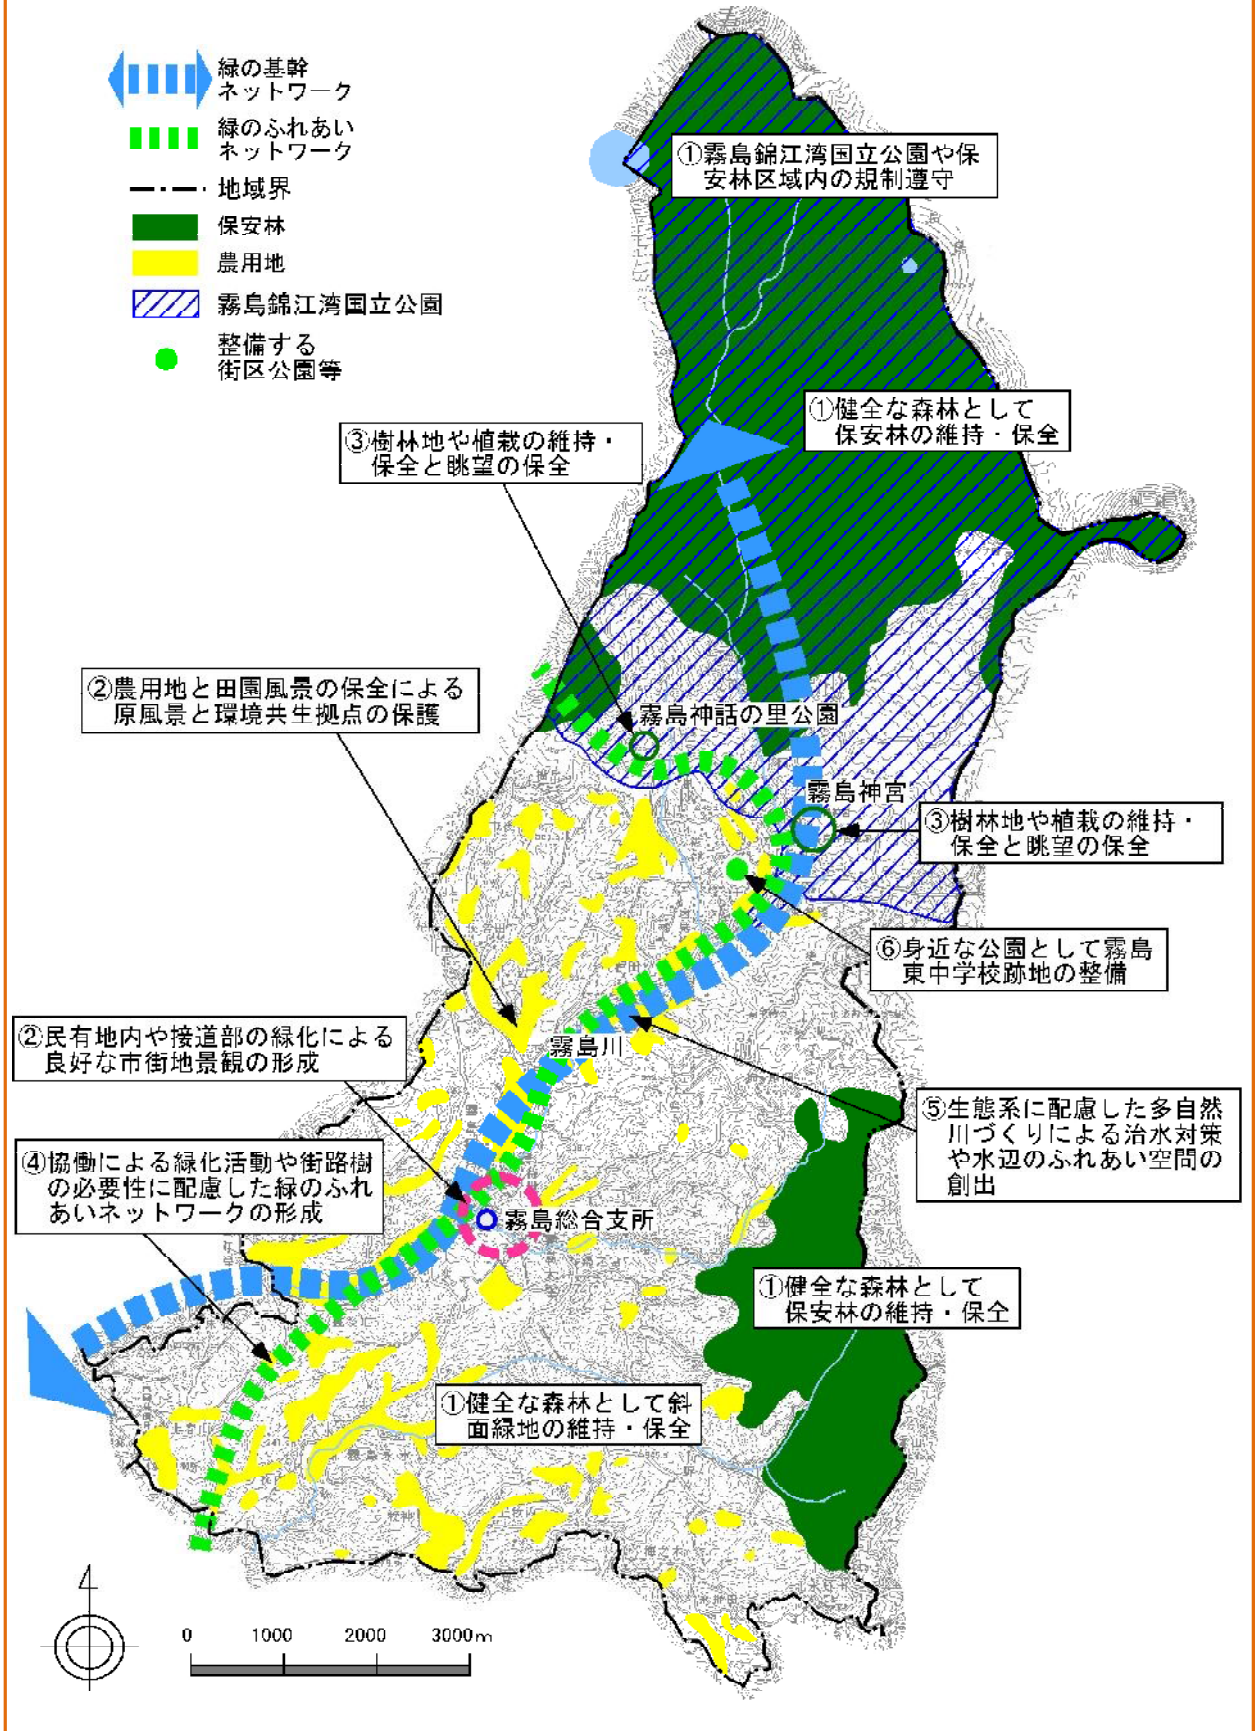 緑の基幹
ネットワーク
緑のふれあい
ネットワーク
地域界
保安林
農用地
霧島錦江湾国立公園
整備する
街区公園等
①霧島錦江湾国立公園や保
安林区域内の規制遵守
①健全な森林として
保安林の維持・保全
③樹林地や植栽の維持・
保全と眺望の保全
②農用地と田園風景の保全による
原風景と環境共生拠点の保護
霧島神話の里公園
霧島神宮
③樹林地や植栽の維持・
保全と眺望の保全
⑥身近な公園として霧島
東中学校跡地の整備
②民有地内や接道部の緑化による
良好な市街地景観の形成
霧島川
⑤生態系に配慮した多自然
川づくりによる治水対策
や水辺のふれあい空間の
創出
④協働による緑化活動や街路樹
の必要性に配慮した緑のふれ
あいネットワークの形成
霧島総合支所
①健全な森林として
保安林の維持・保全
①健全な森林として斜
面緑地の維持・保全
0 1000 2000 3000m